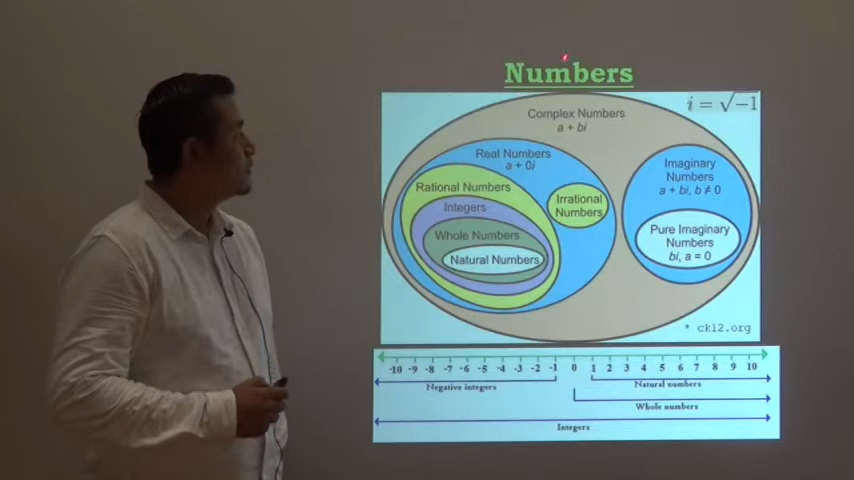 Numbers
i = √−1
Complex Numbers
a + bi
Real Numbers
a + 0i
Imaginary
Numbers
a + bi, b ≠ 0
Rational Numbers
Irrational
Numbers
Integers
Whole Numbers
Natural Numbers
Pure Imaginary
Numbers
bi, a = 0
* ck12.org
-10 -9 -8 -7 -6 -5 -4 -3 -2 -1 0 1 2 3 4 5 6 7 8 9 10
Negative integers
Natural numbers
Whole numbers
Integers